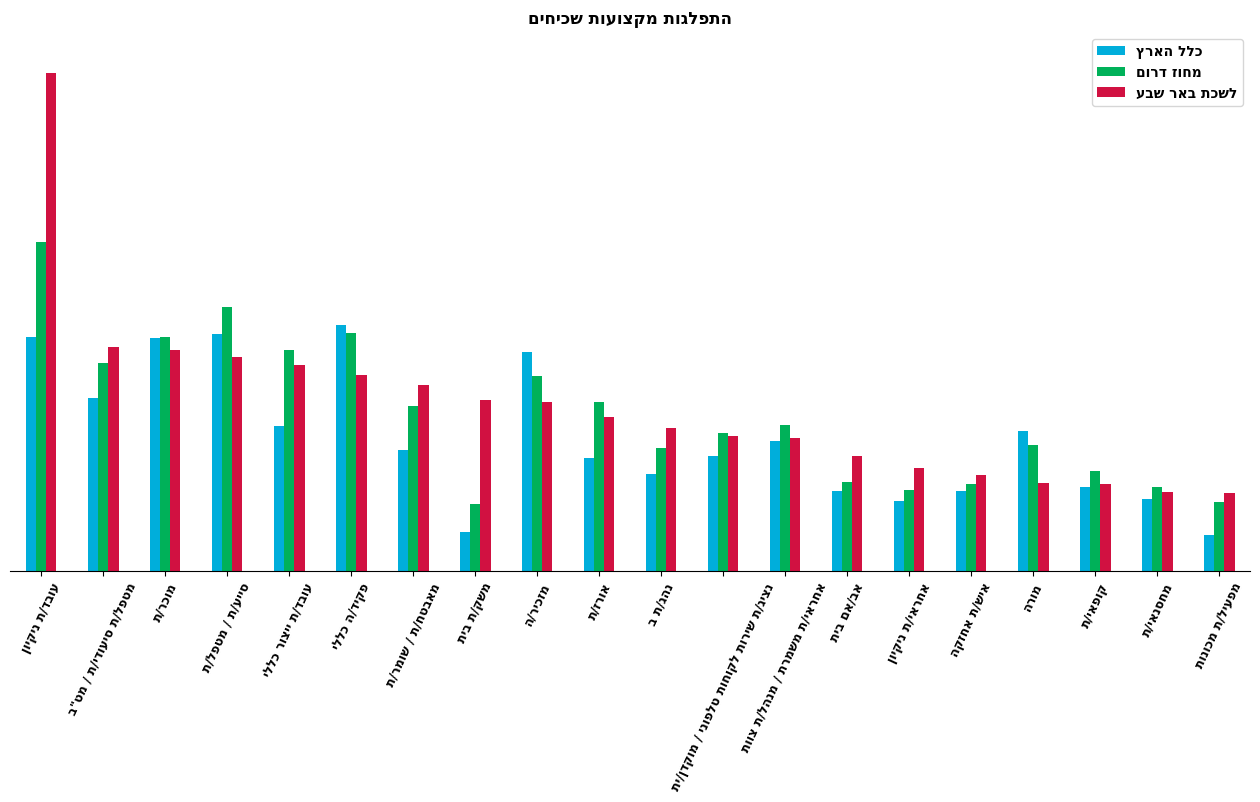 התפלגות מקצועות שכיחים
כלל הארץ
מחוז דרום
לשכת באר שבע
עובד/ת ניקיון
מטפל/ת סיעודי/ת / מט"ב
מוכר/ת
סייע/ת / מטפל/ת
עובד/ת ייצור כללי
פקיד/ה כללי
מאבטח/ת / שומר/ת
משק/ת בית
מזכיר/ה
אורז/ת
נהג/ת ב
נציג/ת שירות לקוחות טלפוני / מוקדן/ית
אחראי/ת משמרת / מנהל/ת צוות
אב/אם בית
אחראי/ת ניקיון
איש/ת אחזקה
מורה
קופאי/ת
מחסנאי/ת
מפעיל/ת מכונות